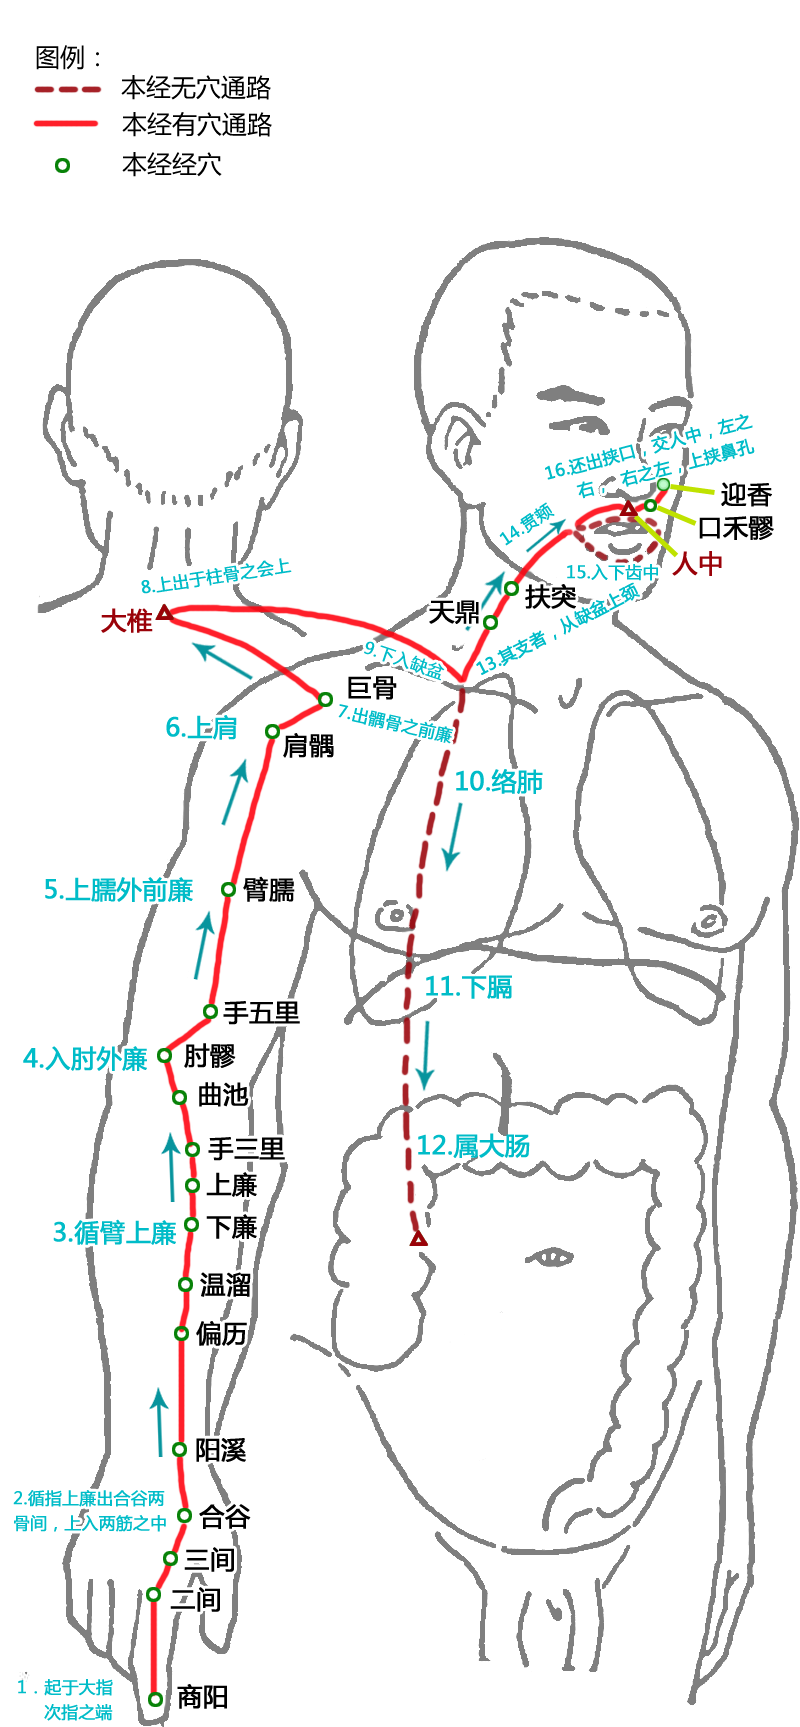 图例：
本经无穴通路
本经有穴通路
本经经穴
16.还出挟口，交人中，左之
右，右之左，上挟鼻孔
迎香
口禾髎
人中
14.贯颊
15.入下齿中
8.上出于柱骨之会上
大椎
天鼎
扶突
9.下入缺盆
13.其支者，从缺盆上颈
巨骨
7.出髃骨之前廉
6.上肩
肩髃
10.络肺
5.上臑外前廉
臂臑
11.下膈
手五里
4.入肘外廉
肘髎
曲池
12.属大肠
手三里
上廉
3.循臂上廉
下廉
温溜
偏历
阳溪
2.循指上廉出合谷两
骨间，上入两筋之中
合谷
三间
二间
1．起于大指
次指之端
商阳